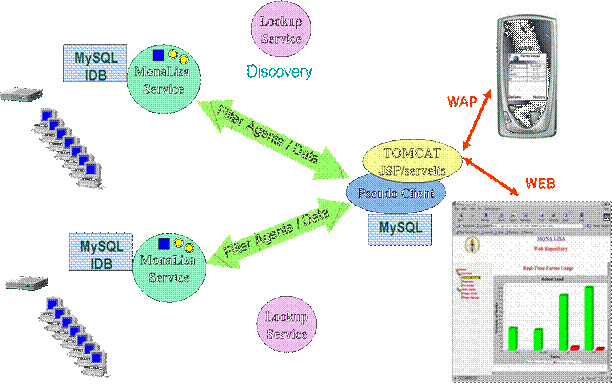 Lookup
Service
Discovery
MySQL
IDB
MonaLisa
Service
Filter Agents / Data
WAP
TOMCAT
JSP/servlets
Pseudo Client
MySQL
WEB
Filter Agents / Data
MySQL
IDB
MonaLisa
Service
Lookup
Service
MONA LISA
Web Repository
Real-Time Farms Usage